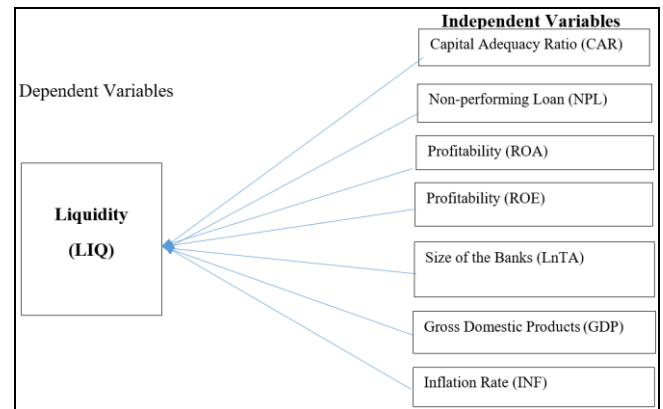 Independent Variables
Capital Adequacy Ratio (CAR)
Dependent Variables
Non-performing Loan (NPL)
Profitability (ROA)
Profitability (ROE)
Liquidity
(LIQ)
Size of the Banks (LnTA)
Gross Domestic Products (GDP)
Inflation Rate (INF)